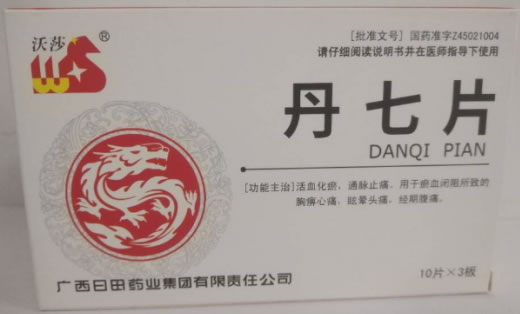 沃莎
WS®
[批准文号] 国药准字Z45021004
请仔细阅读说明书并在医师指导下使用
丹七片
DANQI PIAN
[功能主治]活血化瘀、通脉止痛。用于瘀血闭阻所致的
胸痹心痛、眩晕头痛、经期腹痛。
10片×3板
广西日田药业集团有限责任公司